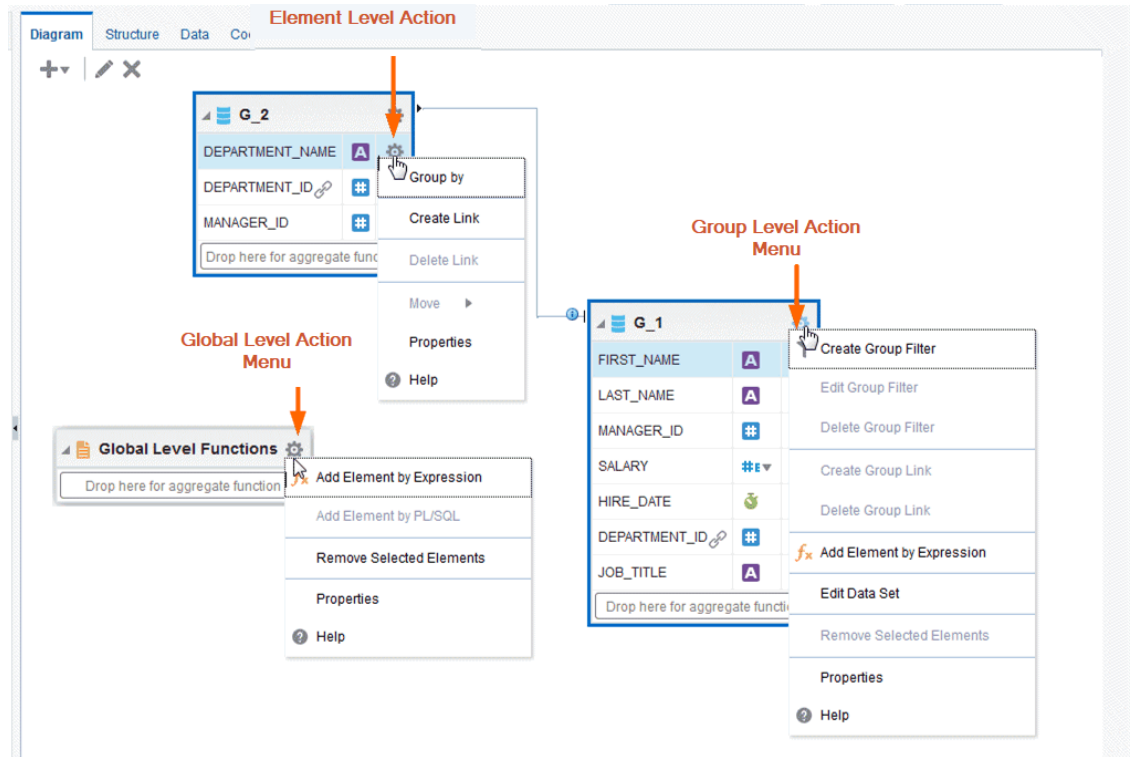 Element Level Action
Diagram Structure Data
G_2
DEPARTMENT_NAME A
DEPARTMENT_ID #
MANAGER_ID #
Drop here for aggregate func
Group by
Create Link
Delete Link
Move
Properties
? Help
Group Level Action
Menu
G_1
FIRST_NAME A
LAST_NAME A
MANAGER_ID #
SALARY #E
HIRE_DATE
DEPARTMENT_ID #
JOB_TITLE A
Drop here for aggregate functi
Create Group Filter
Edit Group Filter
Delete Group Filter
Create Group Link
Delete Group Link
fx Add Element by Expression
Edit Data Set
Remove Selected Elements
Properties
? Help
Global Level Action
Menu
Global Level Functions
Drop here for aggregate function
fx Add Element by Expression
Add Element by PL/SQL
Remove Selected Elements
Properties
? Help